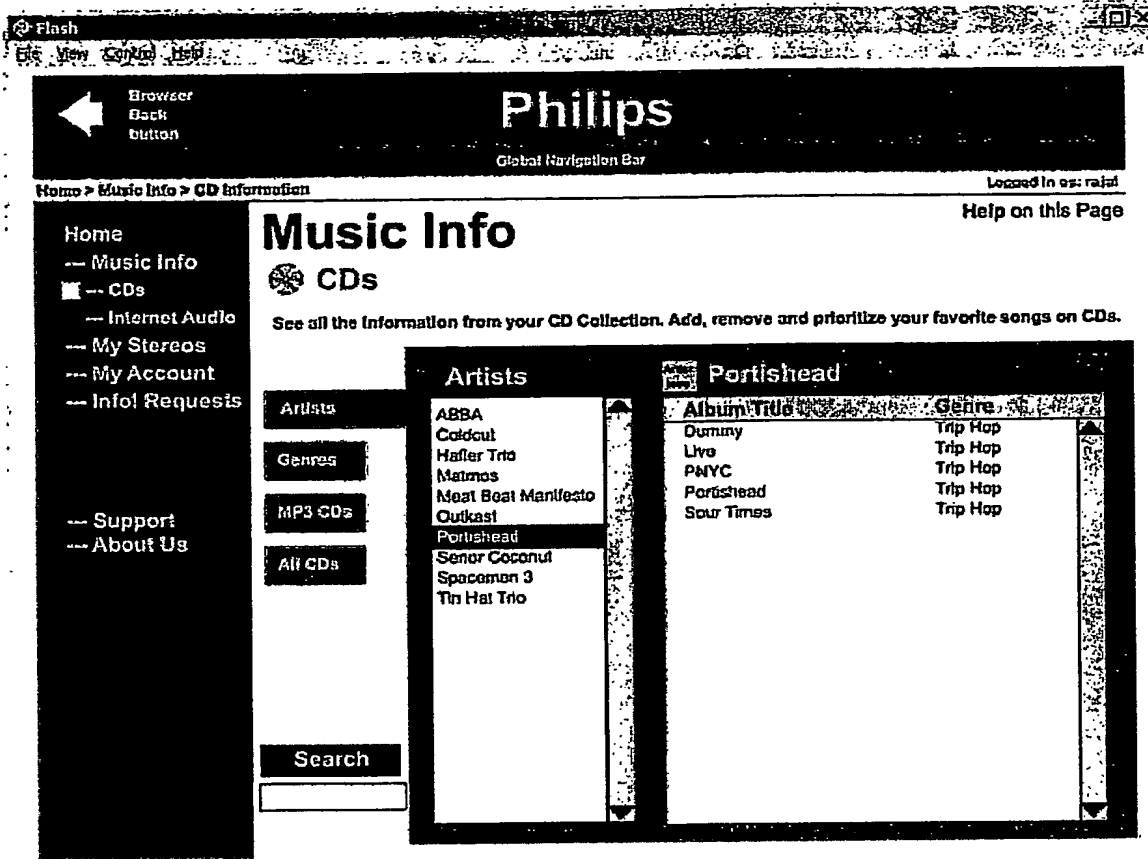 Flash
File View Control Help
Browser
Back
button
Philips
Global Navigation Bar
Home > Music Info > CD Information
Logged in as: rajal
Help on this Page
Home
--- Music Info
--- CDs
--- Internet Audio
--- My Stereos
--- My Account
--- Info! Requests
--- Support
--- About Us
Music Info
CDs
See all the Information from your CD Collection. Add, remove and prioritize your favorite songs on CDs.
Artists
Genres
MP3 CDs
All CDs
Search
Artists
ABBA
Coldcut
Hafler Trio
Matmos
Meat Beat Manifesto
Outkast
Portishead
Senor Coconut
Spaceman 3
Tin Hat Trio
Portishead
Album Title Genre
Dummy Trip Hop
Live Trip Hop
PNYC Trip Hop
Portishead Trip Hop
Sour Times Trip Hop